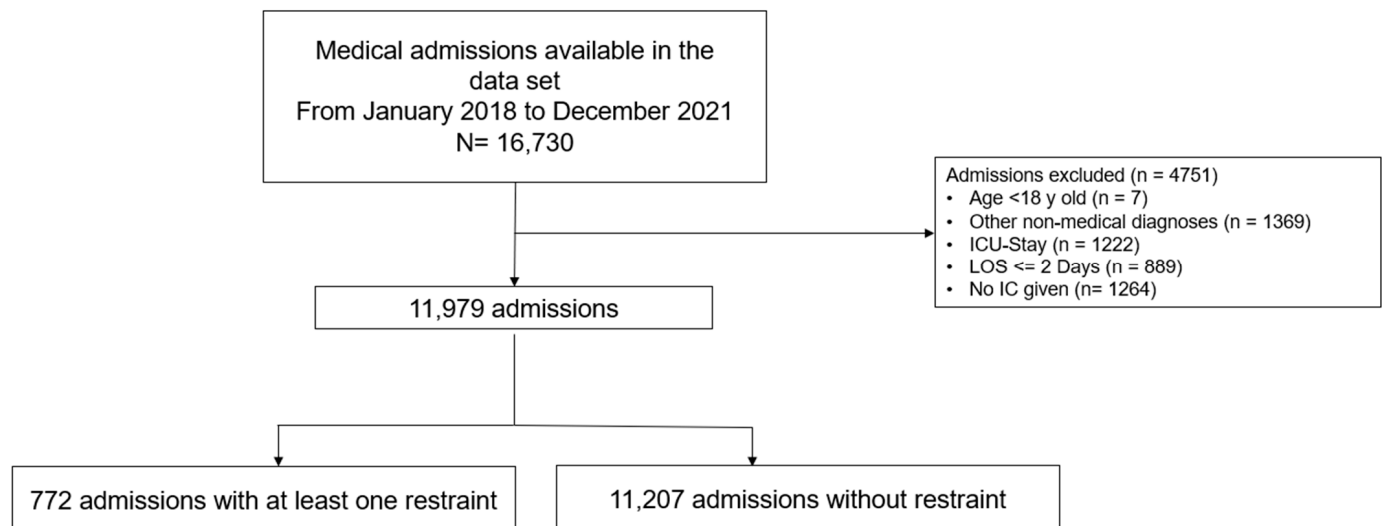 Medical admissions available in the
data set
From January 2018 to December 2021
N= 16,730
Admissions excluded (n = 4751)
• Age <18 y old (n = 7)
• Other non-medical diagnoses (n = 1369)
• ICU-Stay (n = 1222)
• LOS <= 2 Days (n = 889)
• No IC given (n= 1264)
11,979 admissions
772 admissions with at least one restraint
11,207 admissions without restraint